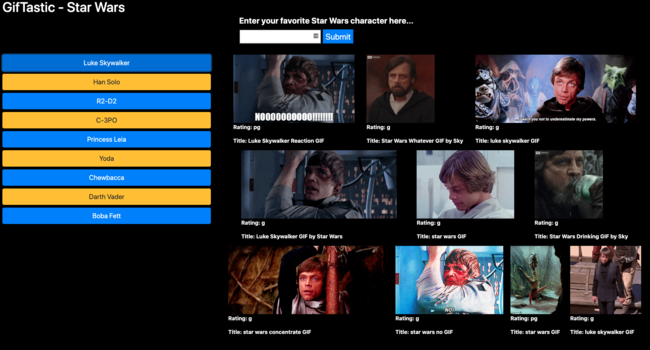 GifTastic - Star Wars
Enter your favorite Star Wars character here...
Submit
Luke Skywalker
Han Solo
R2-D2
C-3PO
Princess Leia
Yoda
Chewbacca
Darth Vader
Boba Fett
NOOOOOOOOOOO!!!!!!!!
you not to underestimate my powers.
Rating: pg
Rating: g
Rating: g
Title: Luke Skywalker Reaction GIF
Title: Star Wars Whatever GIF by Sky
Title: luke skywalker GIF
Rating: g
Rating: g
Rating: g
Title: Luke Skywalker GIF by Star Wars
Title: star wars GIF
Title: Star Wars Drinking GIF by Sky
NO!
Rating: g
Rating: g
Rating: pg
Rating: g
Title: star wars concentrate GIF
Title: star wars no GIF
Title: star wars GIF
Title: luke skywalker GIF